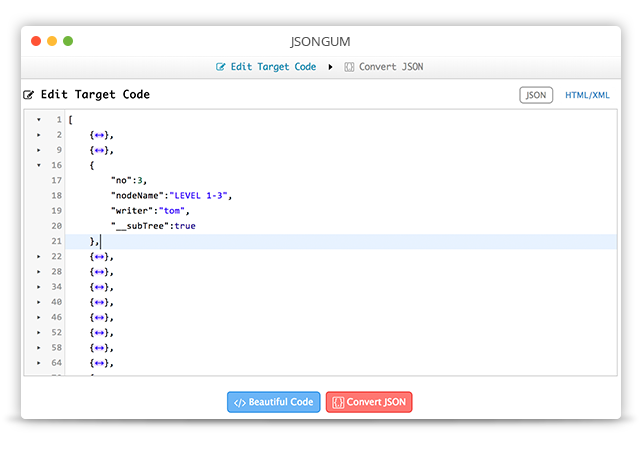 JSONGUM
Edit Target Code ▸ Convert JSON
Edit Target Code JSON HTML/XML
1 [
2 {↔},
9 {↔},
16 {
17 "no":3,
18 "nodeName":"LEVEL 1-3",
19 "writer":"tom",
20 "__subTree":true
21 },
22 {↔},
28 {↔},
34 {↔},
40 {↔},
46 {↔},
52 {↔},
58 {↔},
64 {↔},
</> Beautiful Code [] Convert JSON